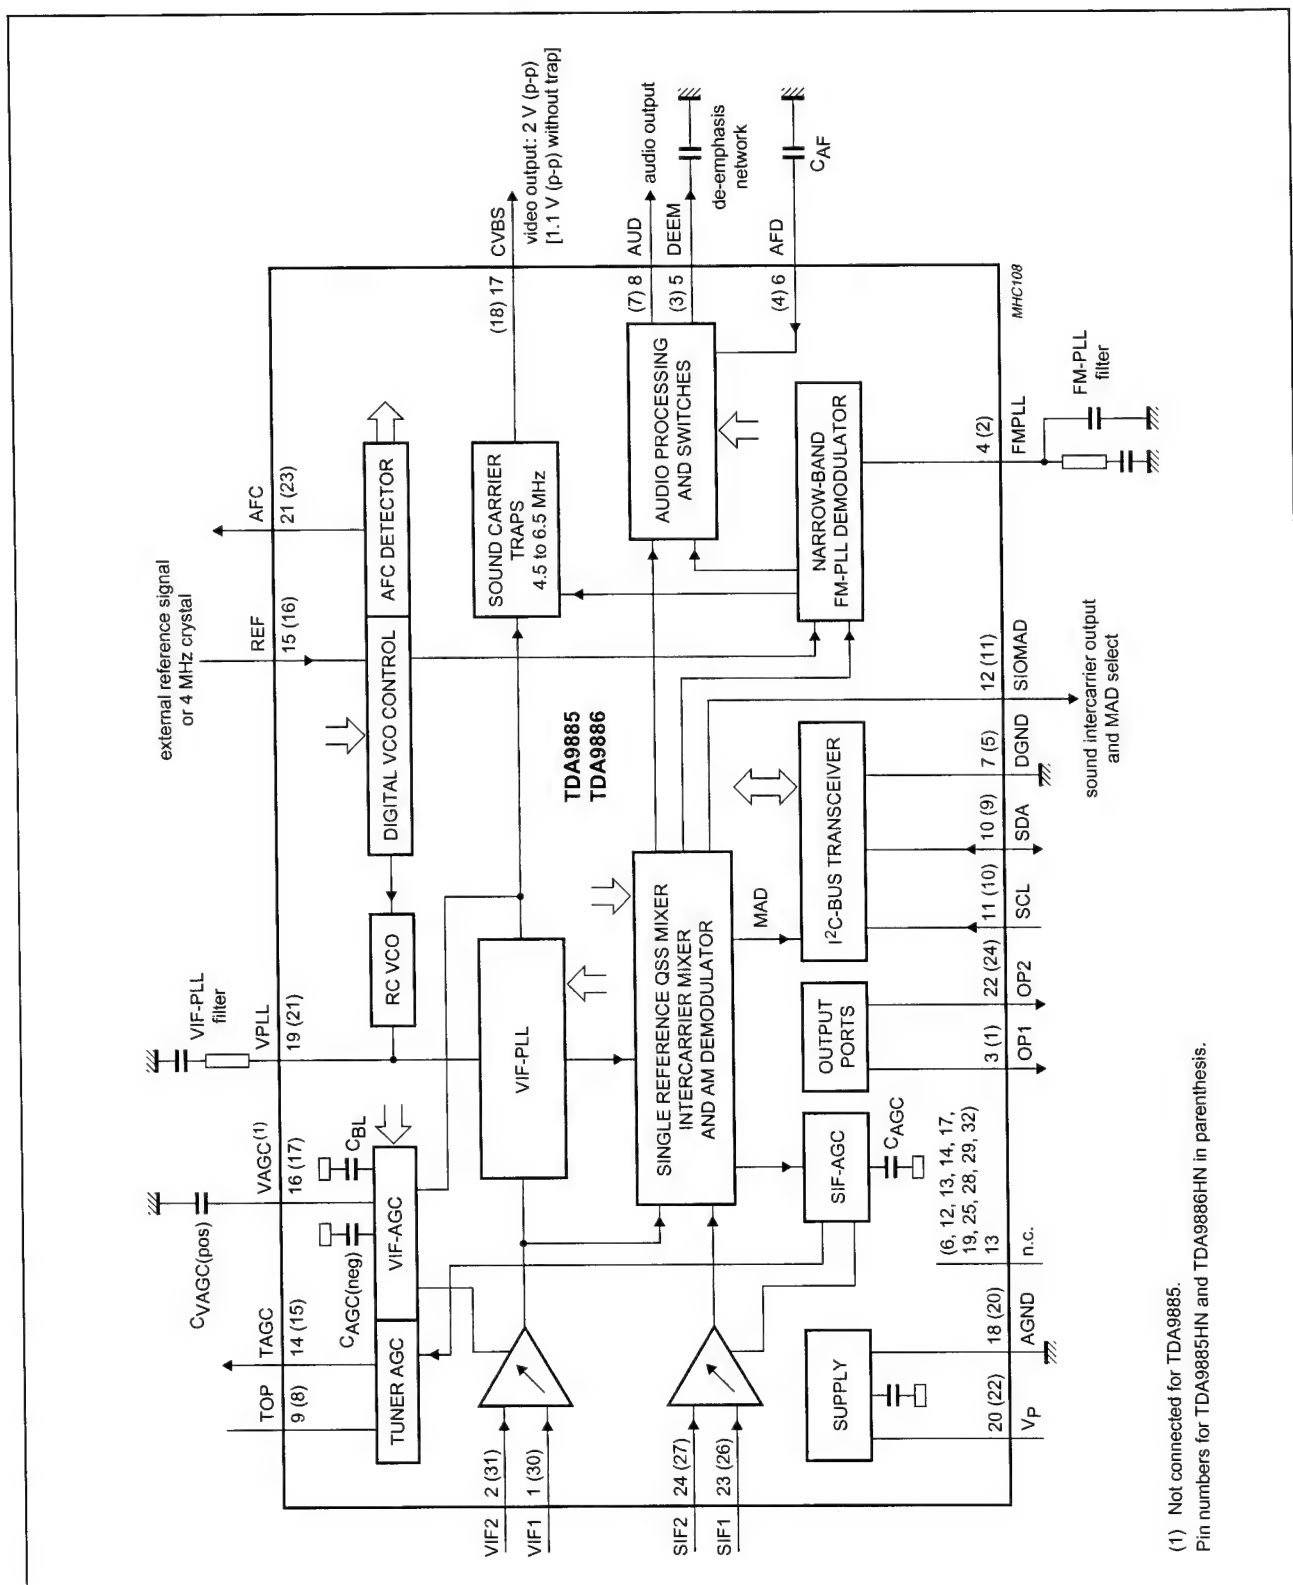 external reference signal
or 4 MHz crystal
VIF-PLL
filter
C_VAGC(pos)
TOP
TAGC
VAGC(1)
VPLL
REF
AFC
9 (8)
14 (15)
16 (17)
19 (21)
15 (16)
21 (23)
C_BL
C_AGC(neg)
TUNER AGC
VIF-AGC
RC VCO
DIGITAL VCO CONTROL
AFC DETECTOR
VIF2
2 (31)
VIF1
1 (30)
VIF-PLL
TDA9885
TDA9886
SOUND CARRIER
TRAPS
4.5 to 6.5 MHz
(18) 17
CVBS
video output: 2 V (p-p)
[1.1 V (p-p) without trap]
SIF2
24 (27)
SIF1
23 (26)
SINGLE REFERENCE QSS MIXER
INTERCARRIER MIXER
AND AM DEMODULATOR
AUDIO PROCESSING
AND SWITCHES
(7) 8
AUD
audio output
(3) 5
DEEM
de-emphasis
network
(4) 6
AFD
C_AF
MAD
SUPPLY
SIF-AGC
C_AGC
OUTPUT
PORTS
I²C-BUS TRANSCEIVER
NARROW-BAND
FM-PLL DEMODULATOR
(6, 12, 13, 14, 17,
19, 25, 28, 29, 32)
13
20 (22)
18 (20)
3 (1)
22 (24)
11 (10)
10 (9)
7 (5)
12 (11)
4 (2)
MHC108
V_P
AGND
n.c.
OP1
OP2
SCL
SDA
DGND
SIOMAD
FMPLL
FM-PLL
filter
sound intercarrier output
and MAD select
(1) Not connected for TDA9885.
Pin numbers for TDA9885HN and TDA9886HN in parenthesis.